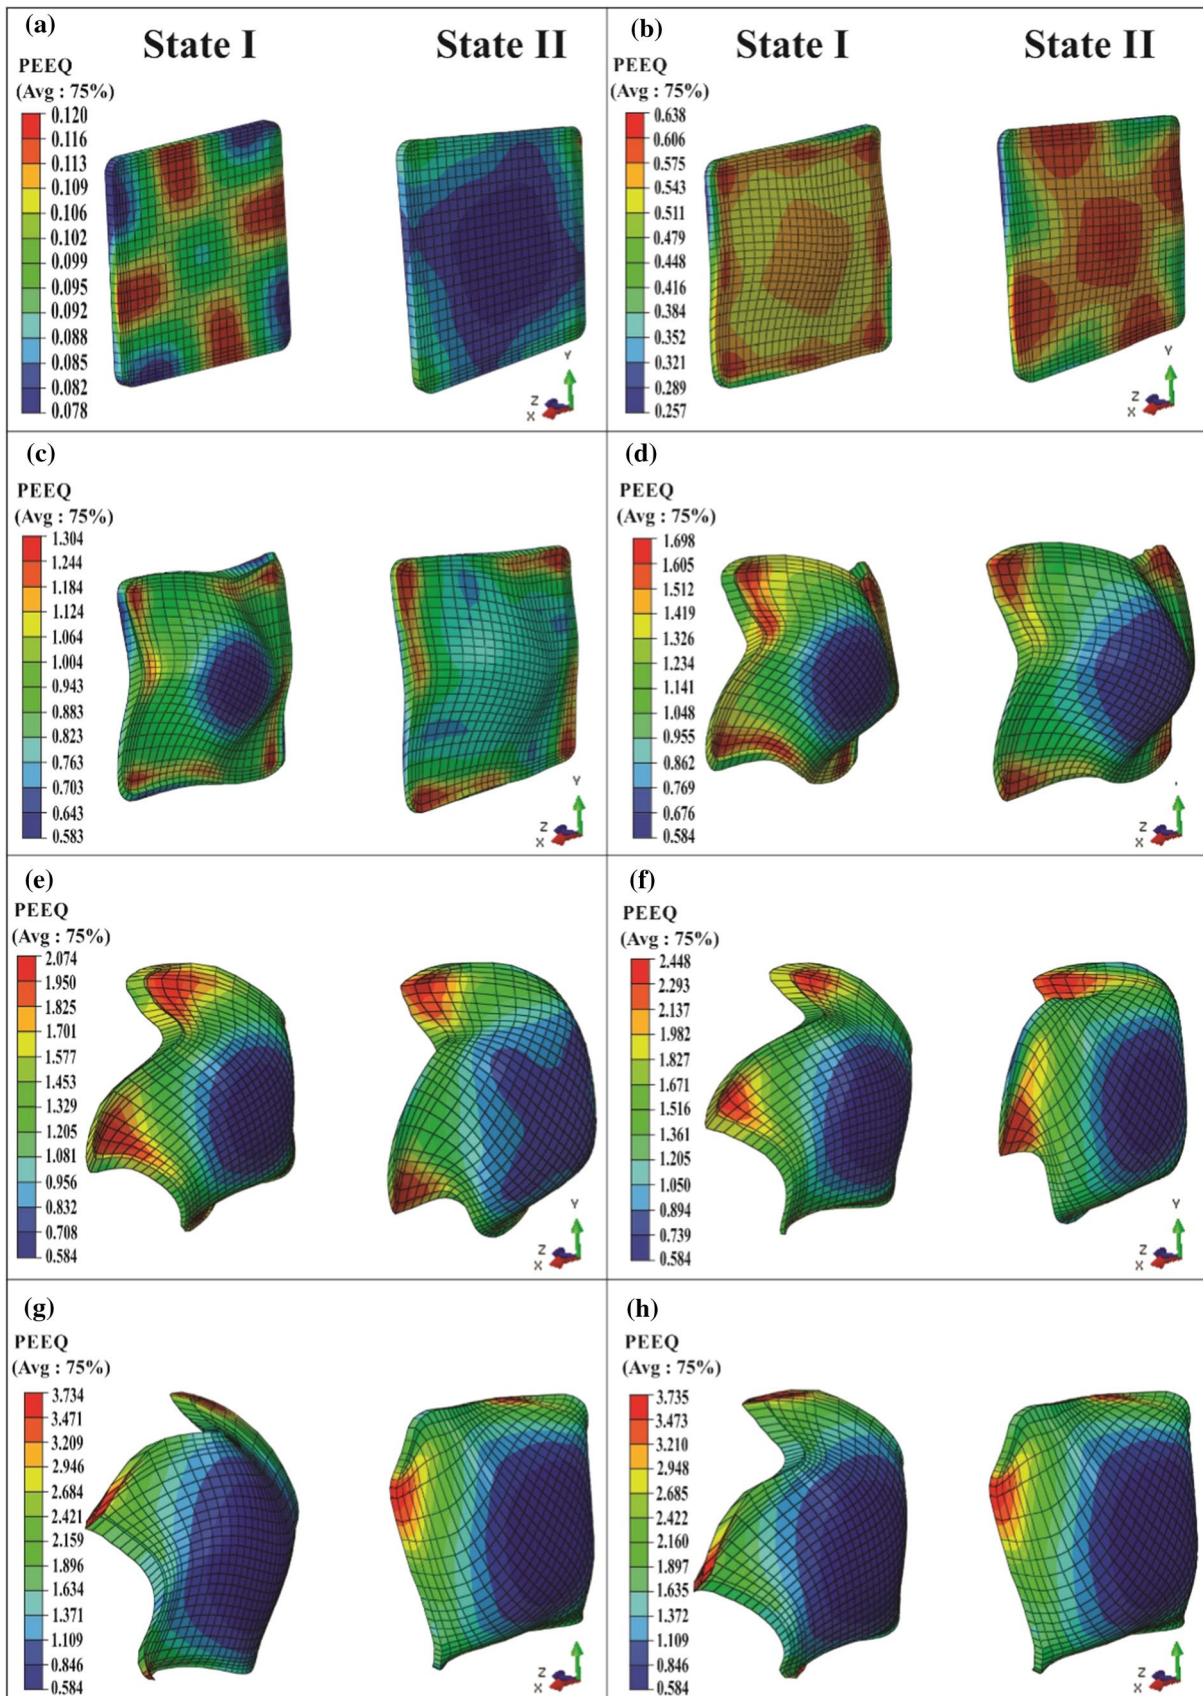 (a)
State I State II
PEEQ
(Avg : 75%)
0.120
0.116
0.113
0.109
0.106
0.102
0.099
0.095
0.092
0.088
0.085
0.082
0.078
Y
Z
X
(b)
State I State II
PEEQ
(Avg : 75%)
0.638
0.606
0.575
0.543
0.511
0.479
0.448
0.416
0.384
0.352
0.321
0.289
0.257
Y
Z
X
(c)
PEEQ
(Avg : 75%)
1.304
1.244
1.184
1.124
1.064
1.004
0.943
0.883
0.823
0.763
0.703
0.643
0.583
Y
Z
X
(d)
PEEQ
(Avg : 75%)
1.698
1.605
1.512
1.419
1.326
1.234
1.141
1.048
0.955
0.862
0.769
0.676
0.584
Z
X
(e)
PEEQ
(Avg : 75%)
2.074
1.950
1.825
1.701
1.577
1.453
1.329
1.205
1.081
0.956
0.832
0.708
0.584
Y
Z
X
(f)
PEEQ
(Avg : 75%)
2.448
2.293
2.137
1.982
1.827
1.671
1.516
1.361
1.205
1.050
0.894
0.739
0.584
Y
Z
X
(g)
PEEQ
(Avg : 75%)
3.734
3.471
3.209
2.946
2.684
2.421
2.159
1.896
1.634
1.371
1.109
0.846
0.584
Z
X
(h)
PEEQ
(Avg : 75%)
3.735
3.473
3.210
2.948
2.685
2.422
2.160
1.897
1.635
1.372
1.109
0.846
0.584
Z
X